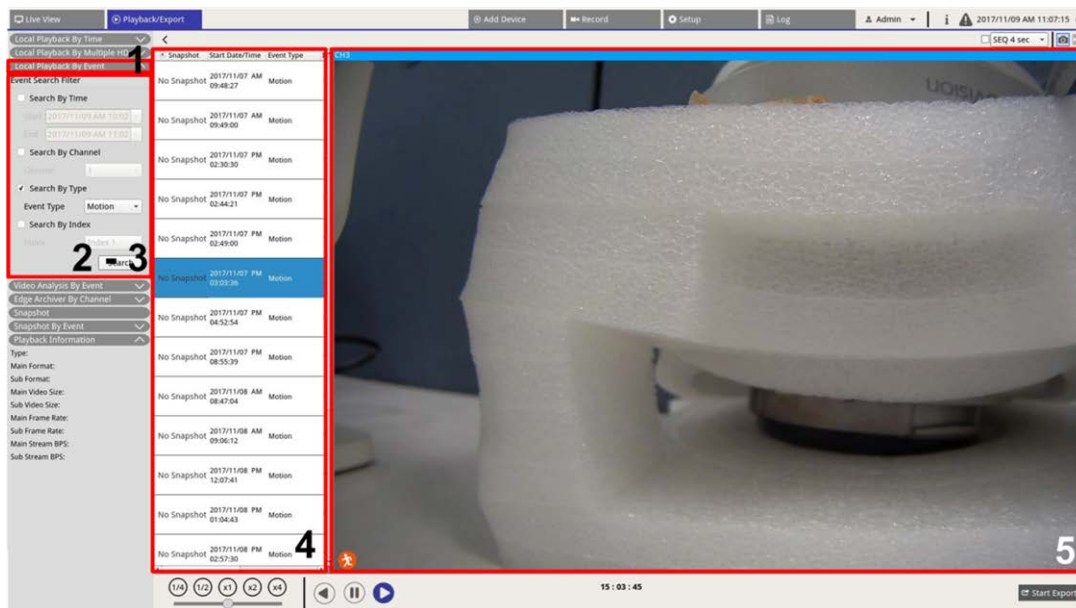 Live View
Playback/Export
Add Device
Record
Setup
Log
Admin
2017/11/09 AM 11:07:15
Local Playback By Time
SEQ 4 sec
Local Playback By Multiple HD
1
Local Playback By Event
Snapshot Start Date/Time Event Type
CH3
Event Search Filter
Search By Time
Start 2017/11/09 AM 10:02
End 2017/11/09 AM 11:02
Search By Channel
Channel 1
Search By Type
Event Type Motion
Search By Index
Index Index 1
2 3
Search
Video Analysis By Event
Edge Archiver By Channel
Snapshot
Snapshot By Event
Playback Information
Type:
Main Format:
Sub Format:
Main Video Size:
Sub Video Size:
Main Frame Rate:
Sub Frame Rate:
Main Stream BPS:
Sub Stream BPS:
No Snapshot 2017/11/07 AM 09:48:27 Motion
No Snapshot 2017/11/07 AM 09:49:00 Motion
No Snapshot 2017/11/07 PM 02:30:30 Motion
No Snapshot 2017/11/07 PM 02:44:21 Motion
No Snapshot 2017/11/07 PM 02:49:00 Motion
No Snapshot 2017/11/07 PM 03:03:36 Motion
No Snapshot 2017/11/07 PM 04:52:54 Motion
No Snapshot 2017/11/07 PM 08:55:39 Motion
No Snapshot 2017/11/08 AM 08:47:04 Motion
No Snapshot 2017/11/08 AM 09:06:12 Motion
No Snapshot 2017/11/08 PM 12:07:41 Motion
No Snapshot 2017/11/08 PM 01:04:43 Motion
No Snapshot 2017/11/08 PM 02:57:30 Motion
4
5
1/4 1/2 x1 x2 x4
15:03:45
Start Export